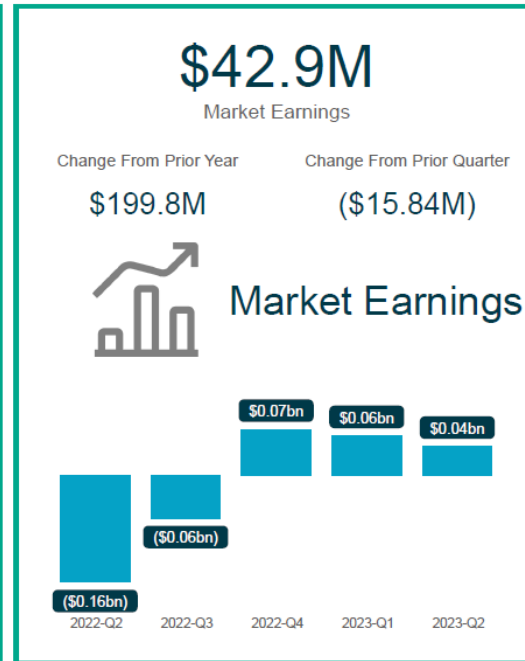 $42.9M
Market Earnings
Change From Prior Year Change From Prior Quarter
$199.8M ($15.84M)
Market Earnings
$0.07bn $0.06bn $0.04bn
($0.06bn)
($0.16bn)
2022-Q2 2022-Q3 2022-Q4 2023-Q1 2023-Q2